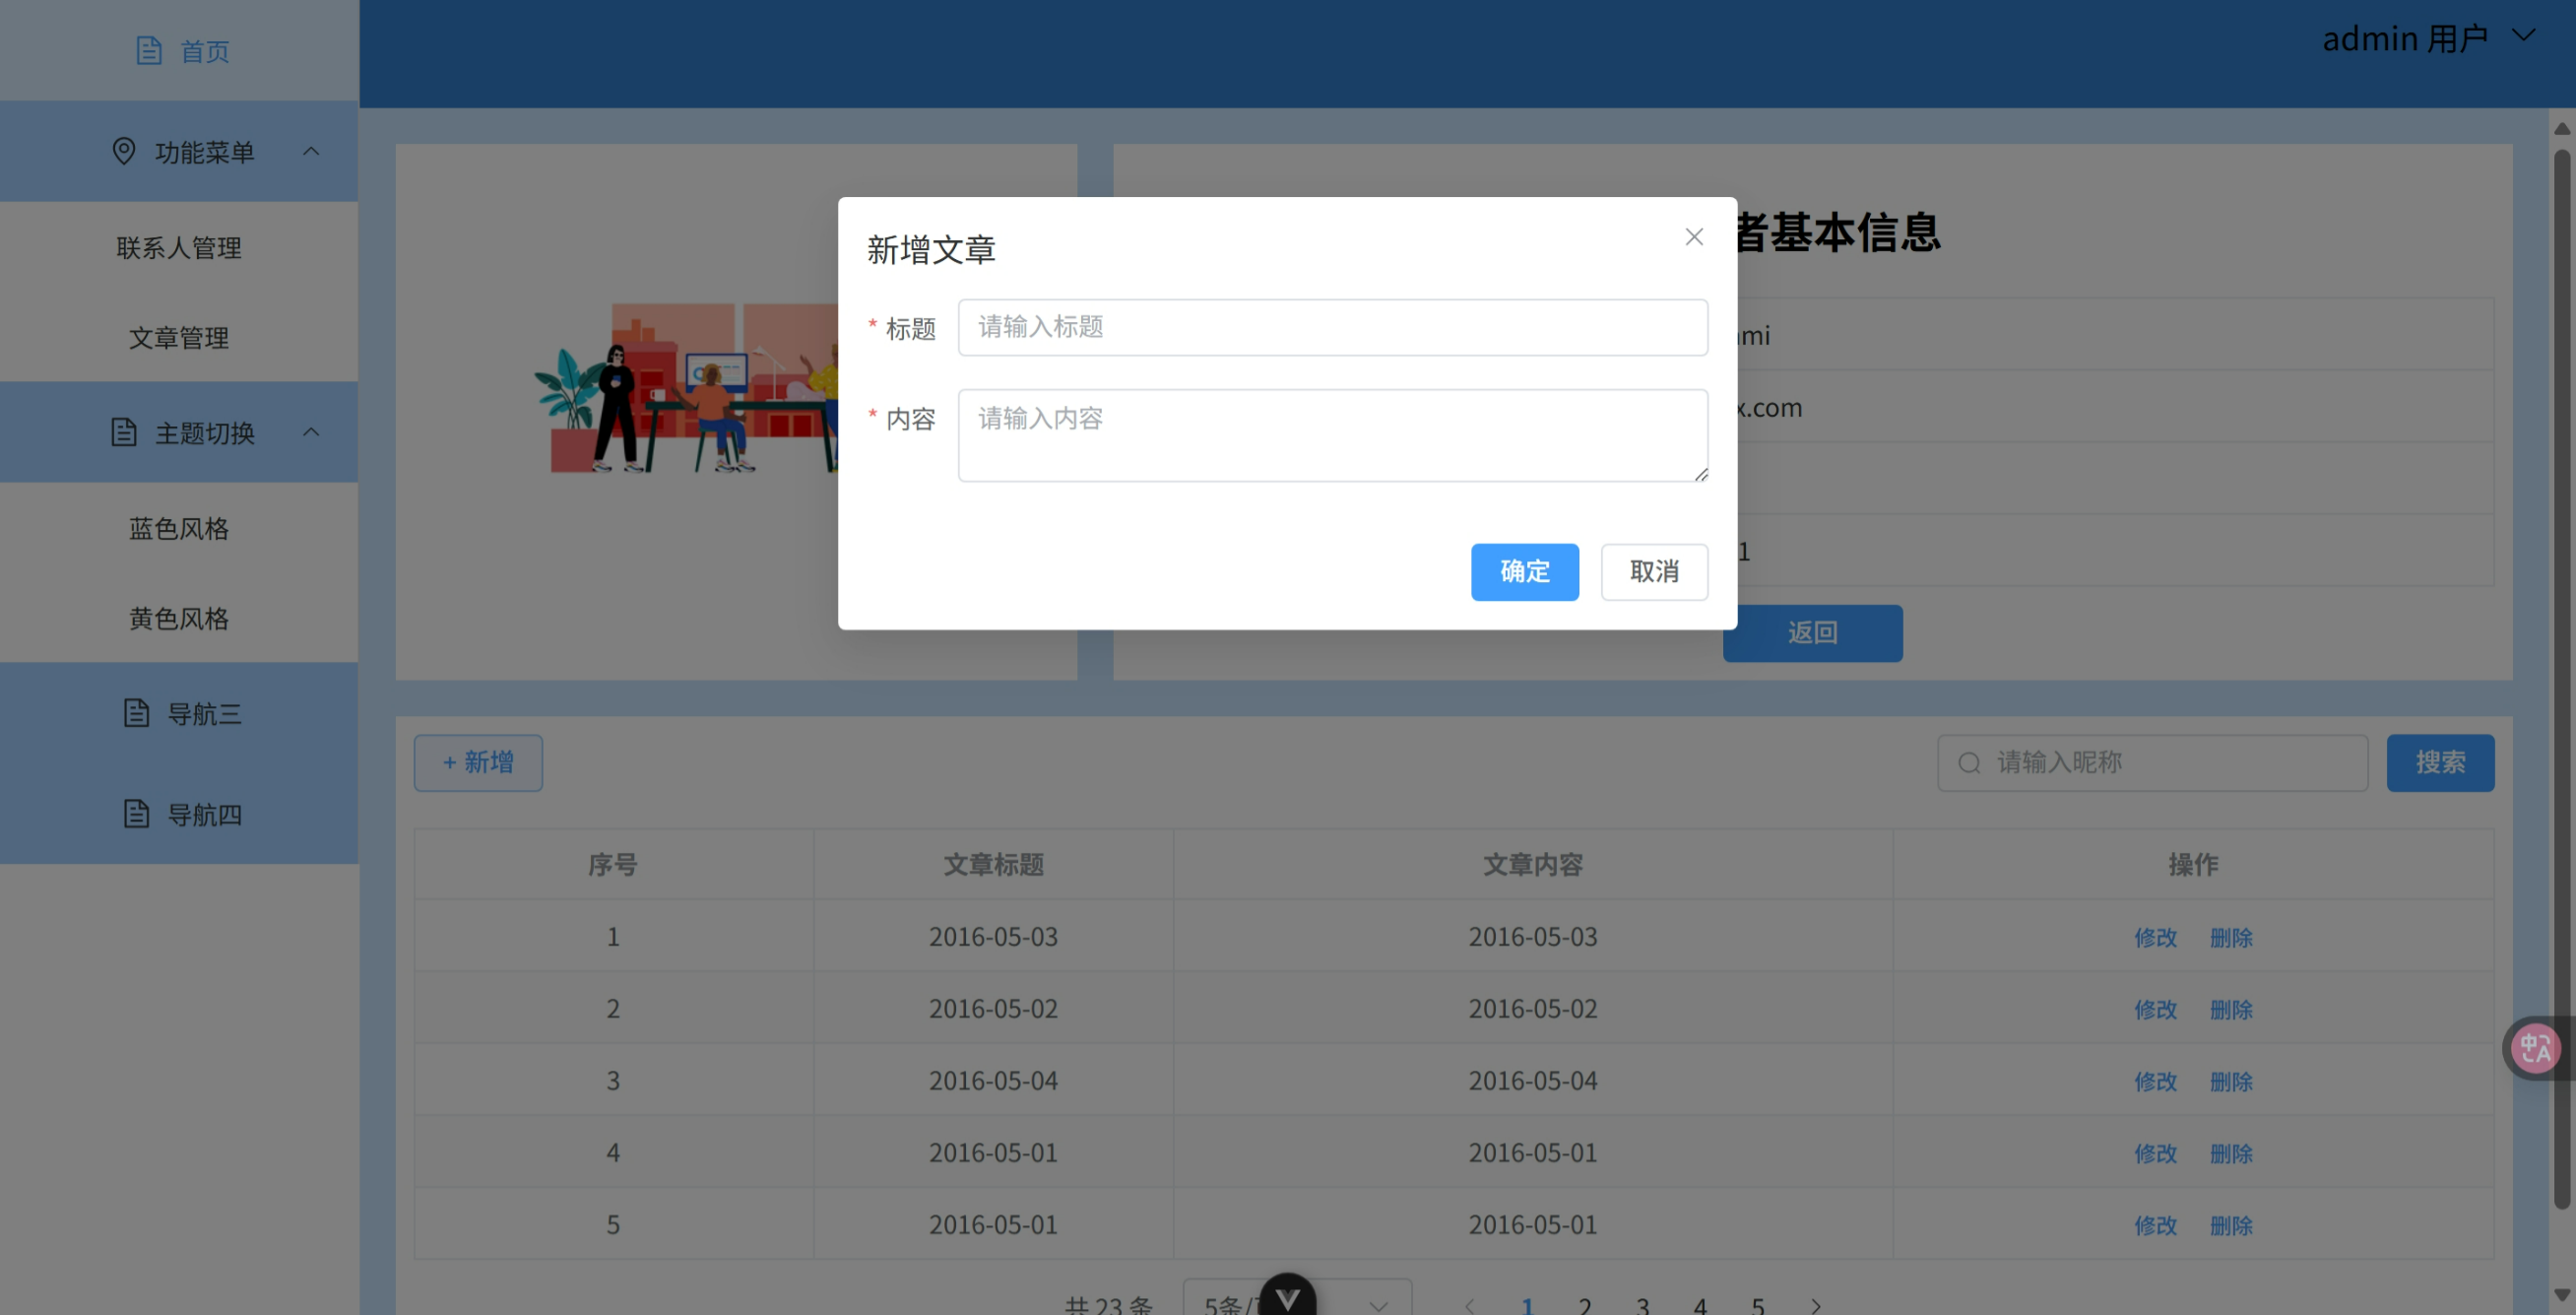 首页
admin 用户
功能菜单
联系人管理
文章管理
主题切换
蓝色风格
黄色风格
导航三
导航四
者基本信息
mi
x.com
1
返回
新增文章
* 标题
请输入标题
* 内容
请输入内容
确定 取消
+ 新增
请输入昵称
搜索
序号 文章标题 文章内容 操作
1 2016-05-03 2016-05-03 修改 删除
2 2016-05-02 2016-05-02 修改 删除
3 2016-05-04 2016-05-04 修改 删除
4 2016-05-01 2016-05-01 修改 删除
5 2016-05-01 2016-05-01 修改 删除
共 23 条 5条/ 1 2 3 4 5
中A